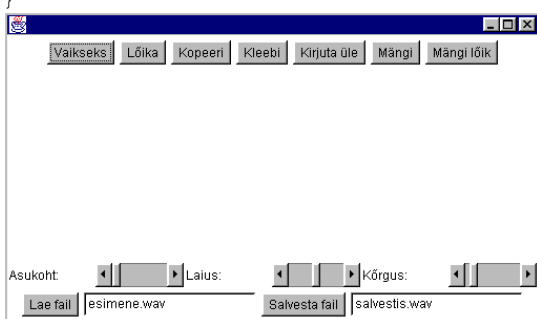 }
Vaikseks Lõika Kopeeri Kleebi Kirjuta üle Mängi Mängi lõik
Asukoht: Laius: Kõrgus:
Lae fail esimene.wav Salvesta fail salvestis.wav